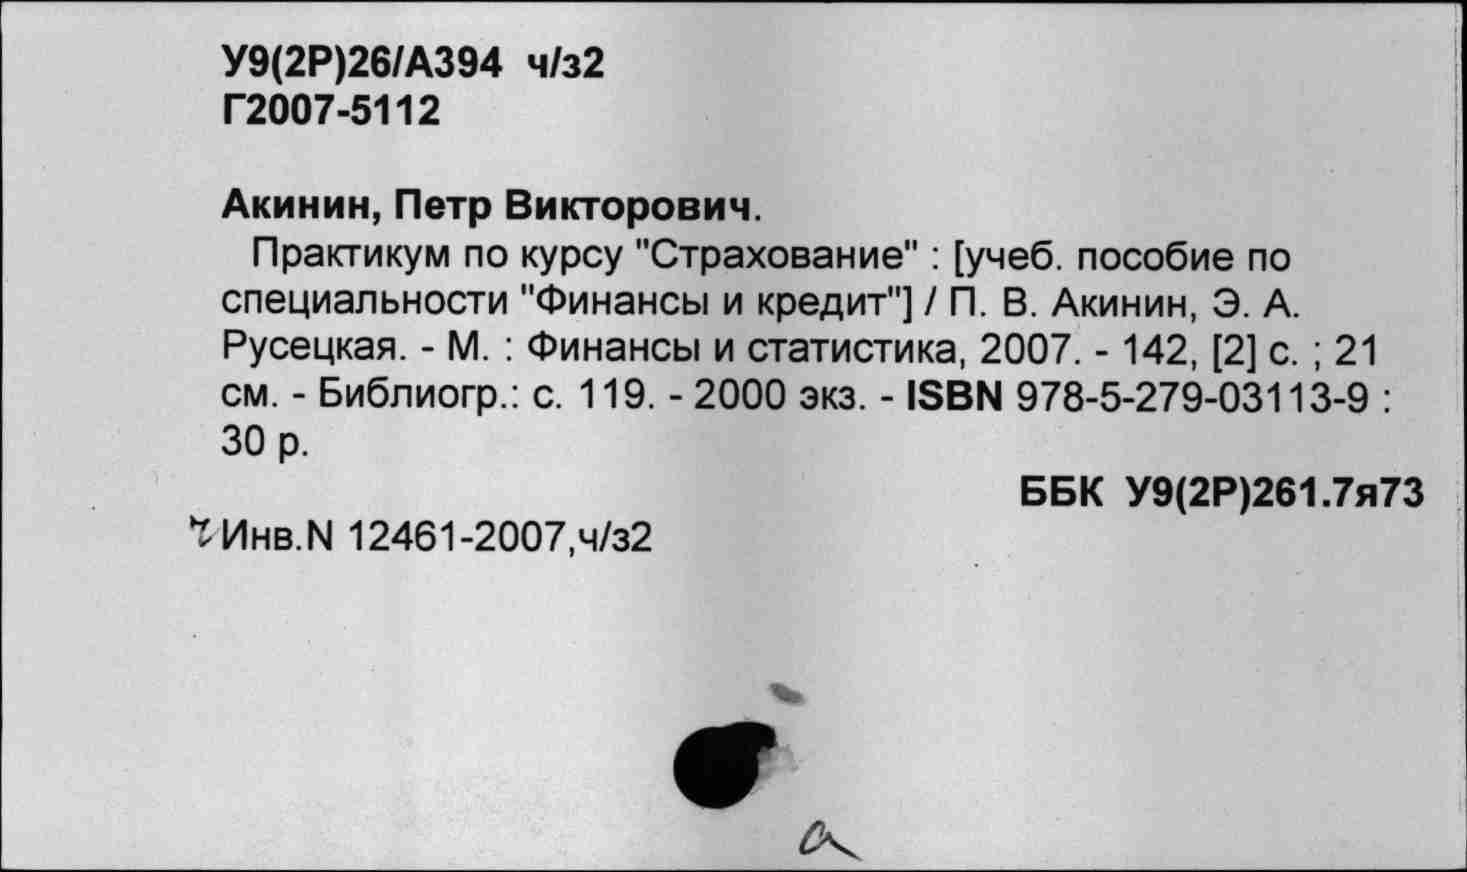 У9(2Р)26/А394 ч/з2
Г2007-5112
Акинин, Петр Викторович.
Практикум по курсу "Страхование" : [учеб. пособие по
специальности "Финансы и кредит"] / П. В. Акинин, Э. А.
Русецкая. - М. : Финансы и статистика, 2007. - 142, [2] с. ; 21
см. - Библиогр.: с. 119. - 2000 экз. - ISBN 978-5-279-03113-9 :
30 р.
ББК У9(2Р)261.7я73
Инв.N 12461-2007,ч/з2